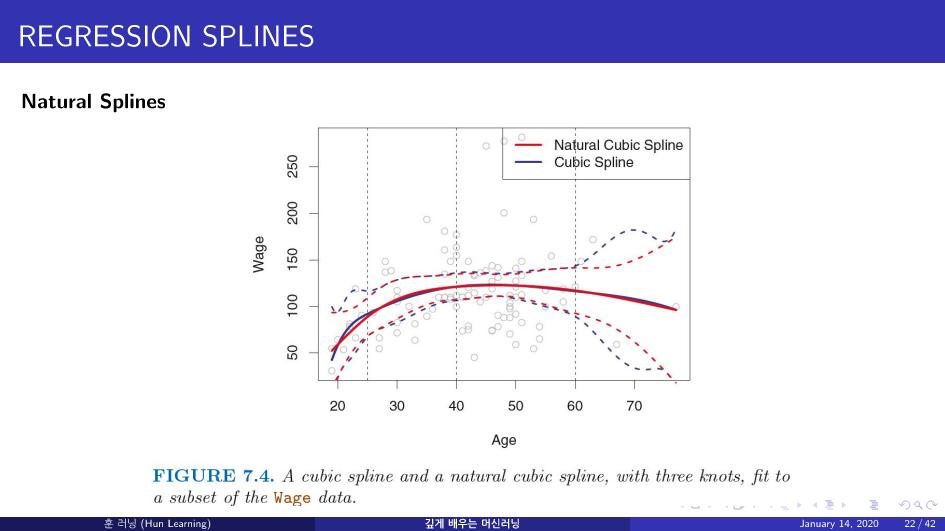 REGRESSION SPLINES
Natural Splines
Natural Cubic Spline
Cubic Spline
Wage
250
200
150
100
50
20 30 40 50 60 70
Age
FIGURE 7.4. A cubic spline and a natural cubic spline, with three knots, fit to
a subset of the Wage data.
훈 러닝 (Hun Learning) 깊게 배우는 머신러닝 January 14, 2020 22 / 42